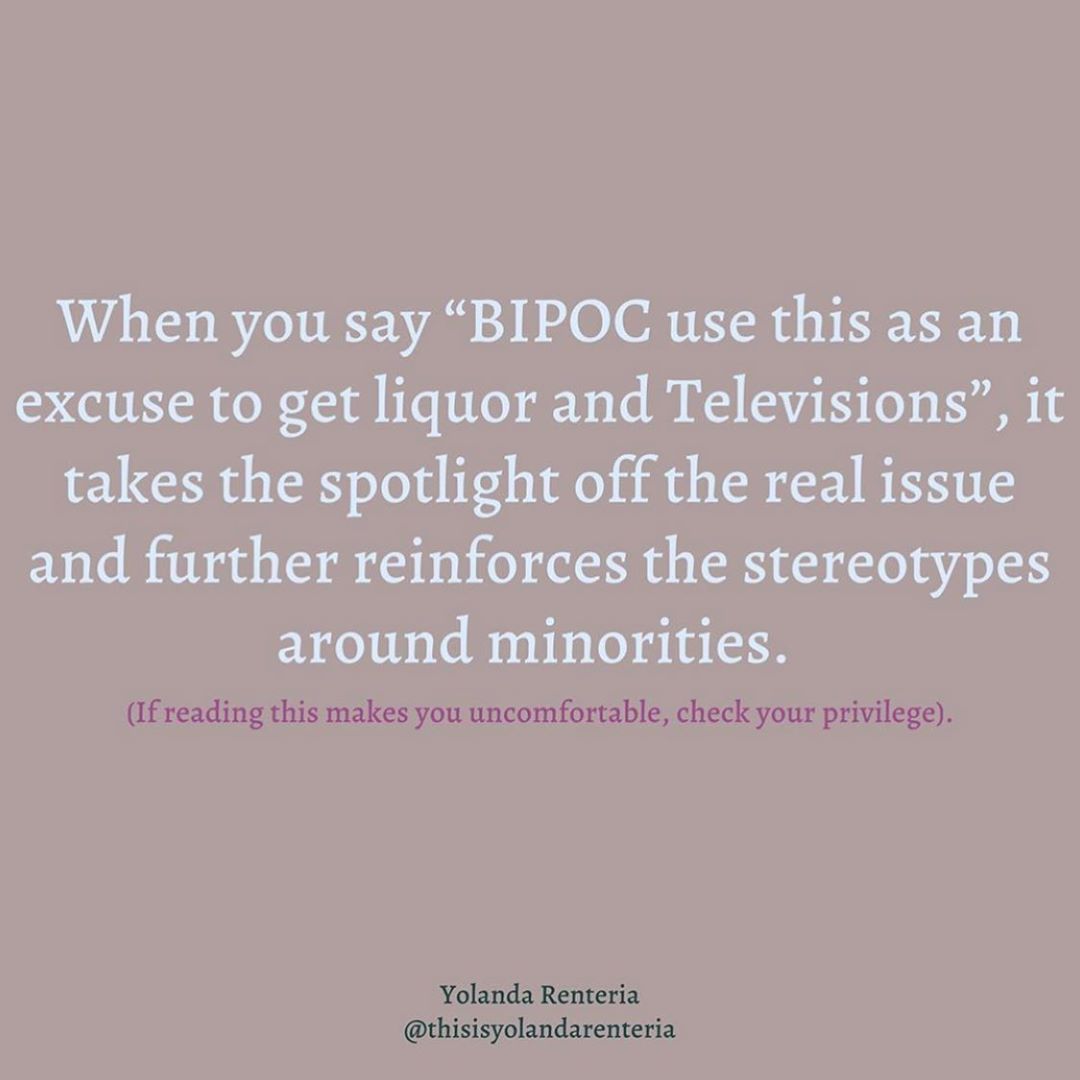 When you say “BIPOC use this as an
excuse to get liquor and Televisions”, it
takes the spotlight off the real issue
and further reinforces the stereotypes
around minorities.
(If reading this makes you uncomfortable, check your privilege).
Yolanda Renteria
@thisisyolandarenteria